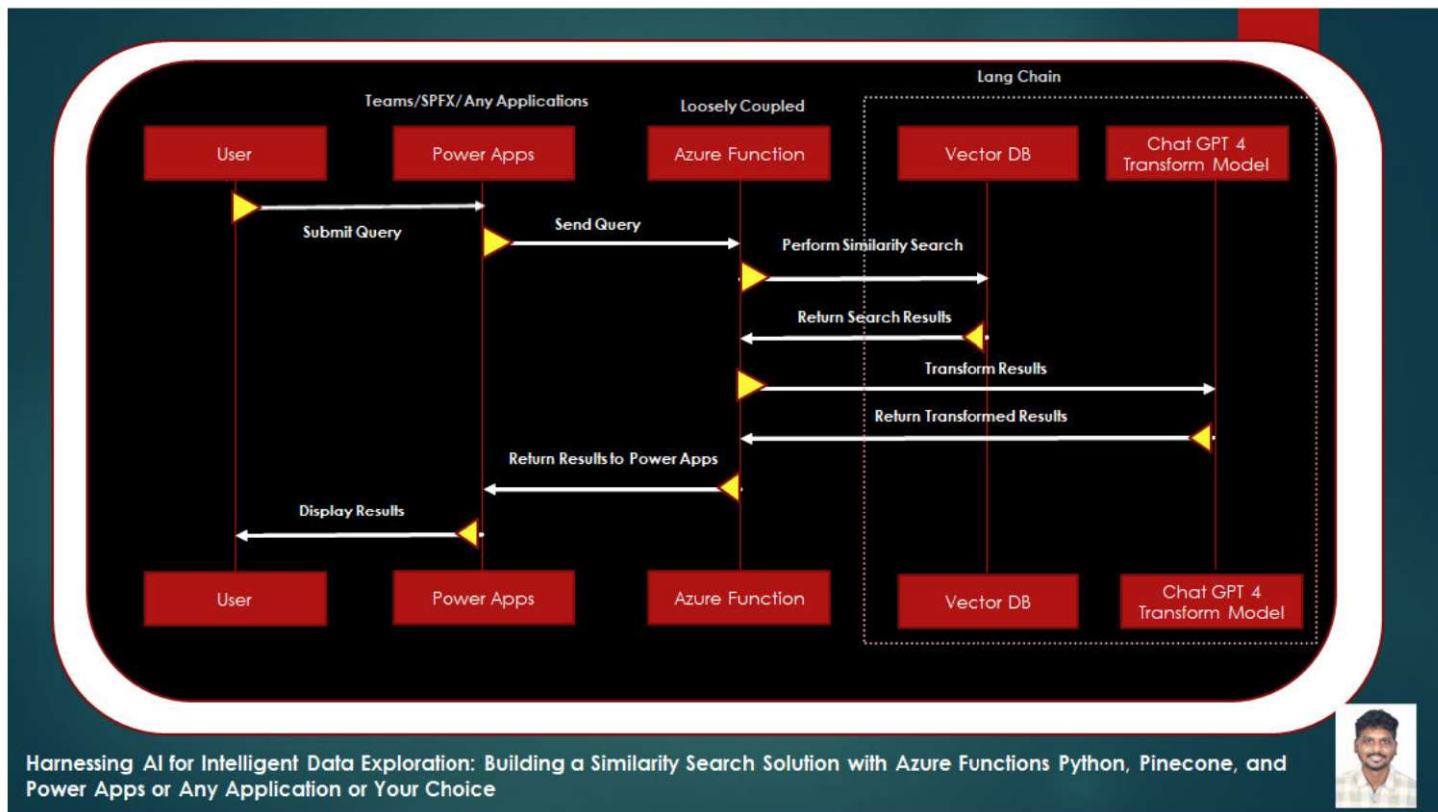 Lang Chain
Teams/SPFX/Any Applications
Loosely Coupled
User
Power Apps
Azure Function
Vector DB
Chat GPT 4
Transform Model
Submit Query
Send Query
Perform Similarity Search
Return Search Results
Transform Results
Return Transformed Results
Return Results to Power Apps
Display Results
User
Power Apps
Azure Function
Vector DB
Chat GPT 4
Transform Model
Harnessing AI for Intelligent Data Exploration: Building a Similarity Search Solution with Azure Functions Python, Pinecone, and
Power Apps or Any Application or Your Choice